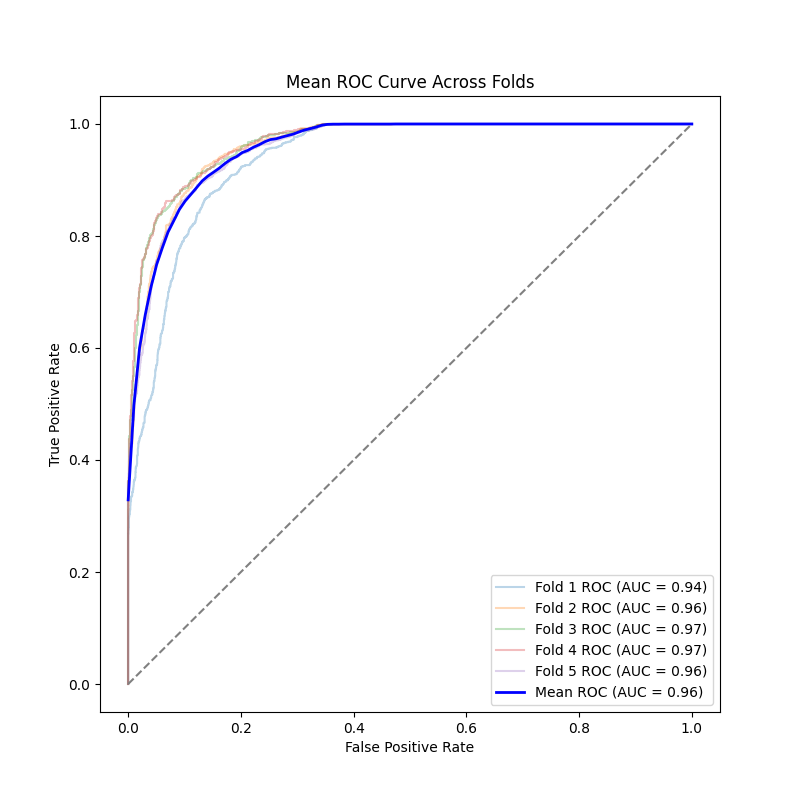 Mean ROC Curve Across Folds
True Positive Rate
1.0
0.8
0.6
0.4
0.2
0.0
0.0 0.2 0.4 0.6 0.8 1.0
False Positive Rate
Fold 1 ROC (AUC = 0.94)
Fold 2 ROC (AUC = 0.96)
Fold 3 ROC (AUC = 0.97)
Fold 4 ROC (AUC = 0.97)
Fold 5 ROC (AUC = 0.96)
Mean ROC (AUC = 0.96)